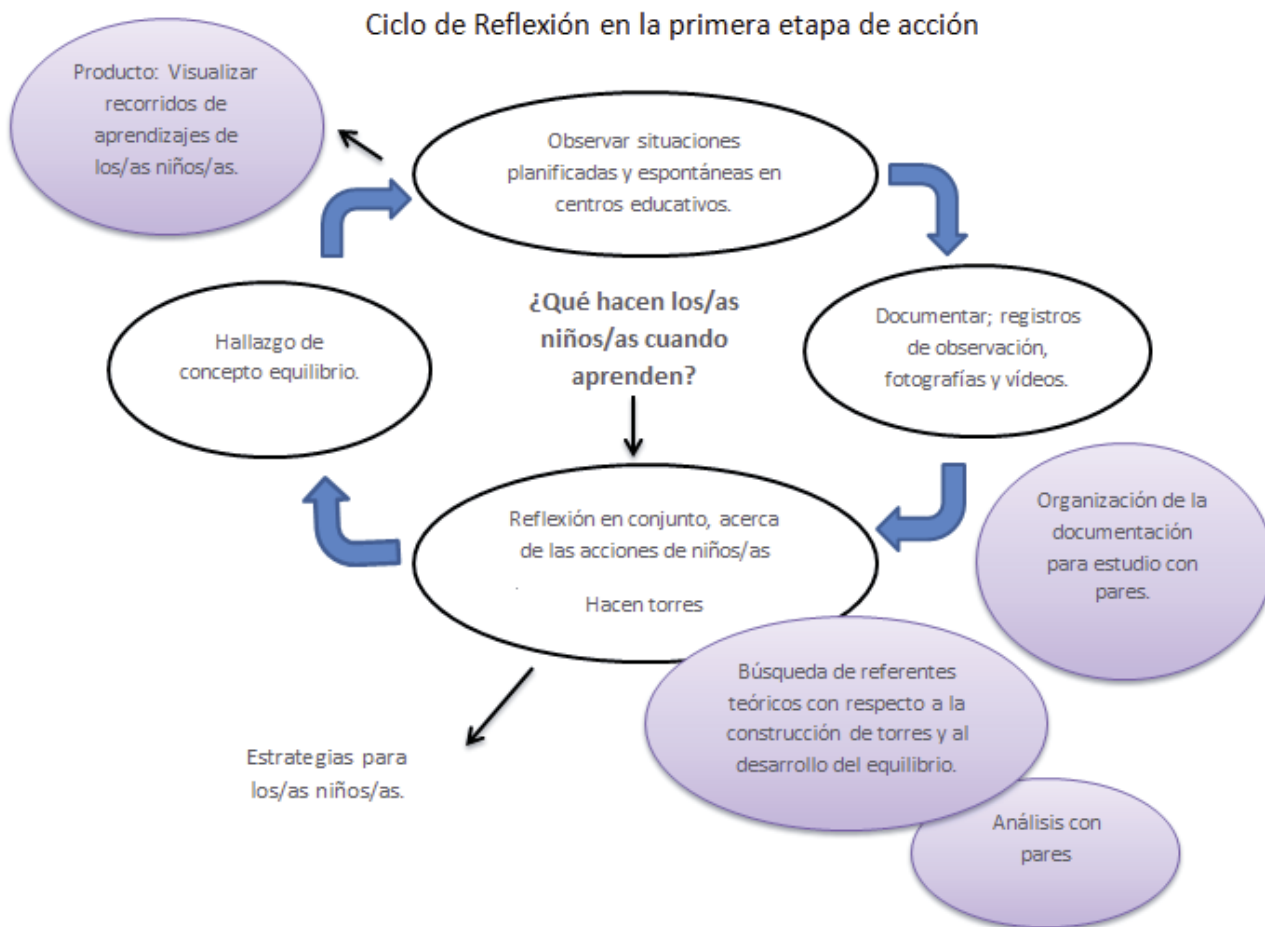 Ciclo de Reflexión en la primera etapa de acción
Producto: Visualizar
recorridos de
aprendizajes de
los/as niños/as.
Observar situaciones
planificadas y espontáneas en
centros educativos.
¿Qué hacen los/as
niños/as cuando
aprenden?
Documentar; registros
de observación,
fotografías y vídeos.
Hallazgo de
concepto equilibrio.
Reflexión en conjunto, acerca
de las acciones de niños/as
.
Hacen torres
Organización de la
documentación
para estudio con
pares.
Búsqueda de referentes
teóricos con respecto a la
construcción de torres y al
desarrollo del equilibrio.
Estrategias para
los/as niños/as.
Análisis con
pares